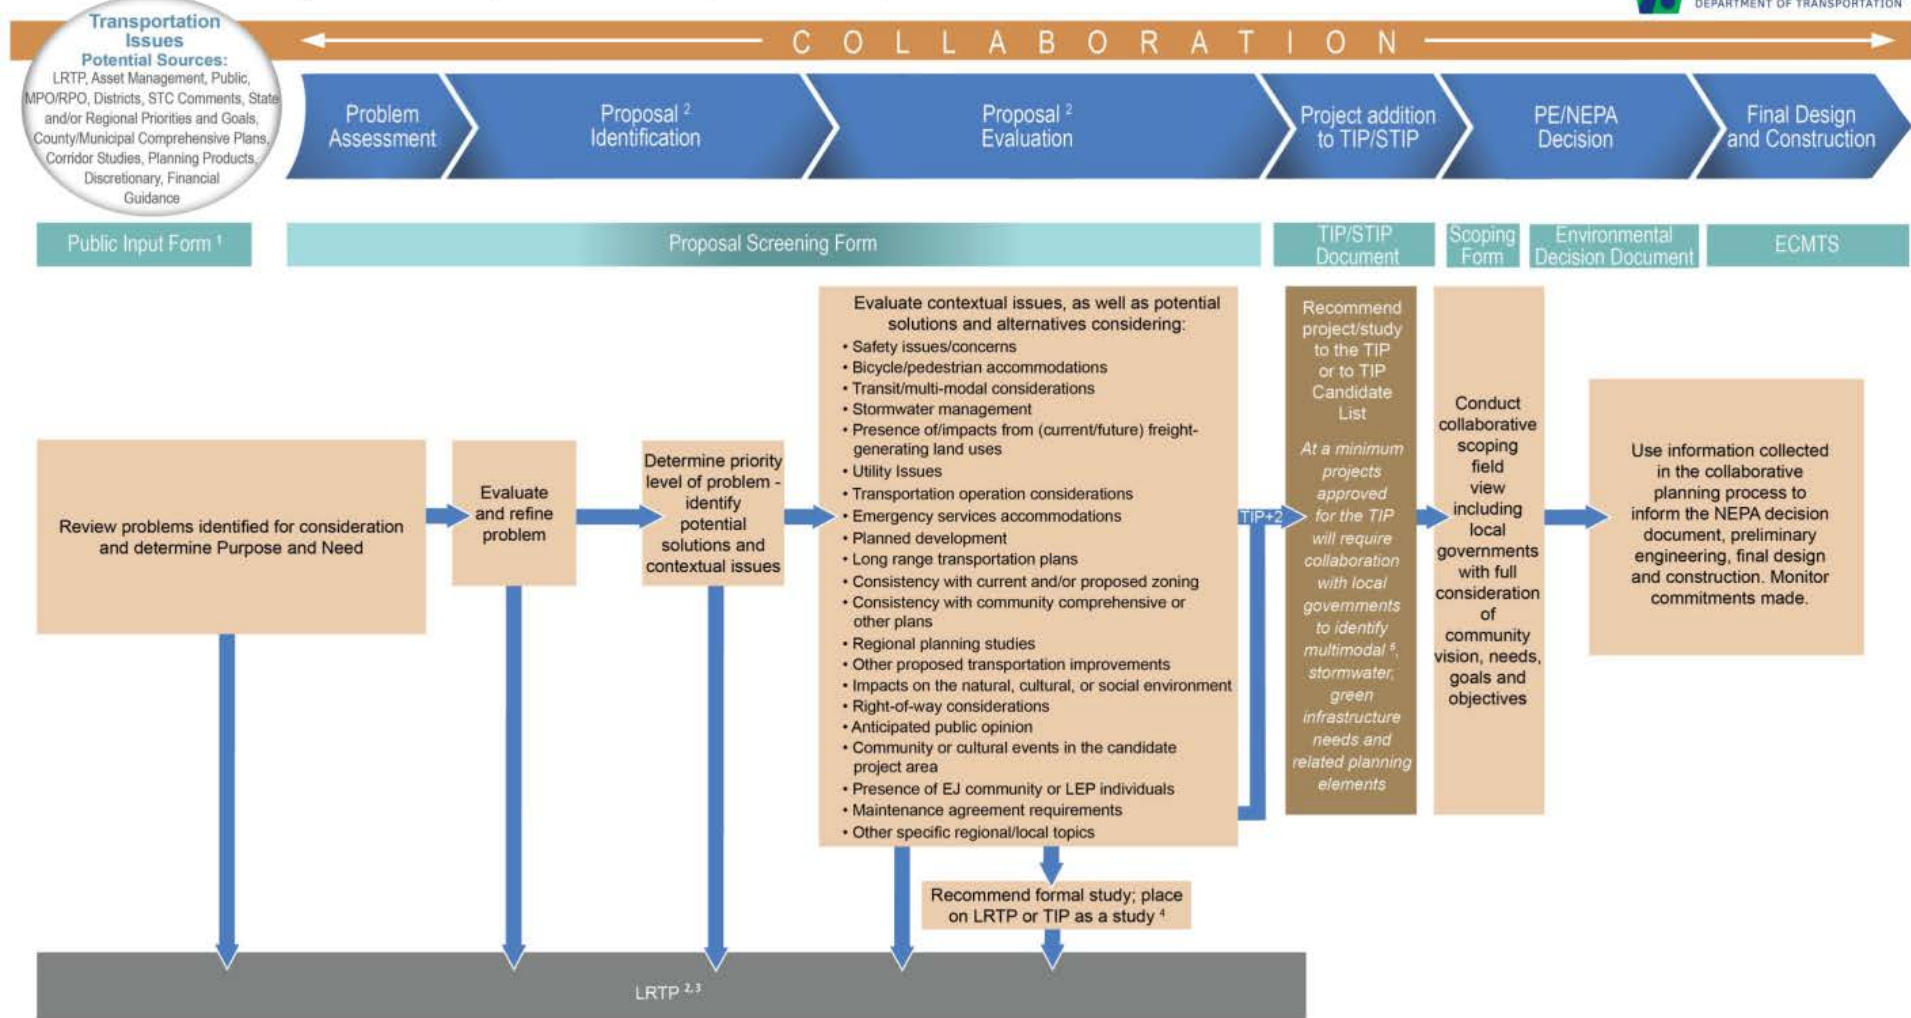 DEPARTMENT OF TRANSPORTATION
Transportation
Issues
Potential Sources:
LRTP, Asset Management, Public,
MPO/RPO, Districts, STC Comments, State
and/or Regional Priorities and Goals,
County/Municipal Comprehensive Plans,
Corridor Studies, Planning Products,
Discretionary, Financial
Guidance
COLLABORATION
Problem
Assessment
Proposal 2
Identification
Proposal 2
Evaluation
Project addition
to TIP/STIP
PE/NEPA
Decision
Final Design
and Construction
Public Input Form 1
Proposal Screening Form
TIP/STIP
Document
Scoping
Form
Environmental
Decision Document
ECMTS
Review problems identified for consideration
and determine Purpose and Need
Evaluate
and refine
problem
Determine priority
level of problem -
identify
potential
solutions and
contextual issues
Evaluate contextual issues, as well as potential
solutions and alternatives considering:
• Safety issues/concerns
• Bicycle/pedestrian accommodations
• Transit/multi-modal considerations
• Stormwater management
• Presence of/impacts from (current/future) freight-
generating land uses
• Utility Issues
• Transportation operation considerations
• Emergency services accommodations
• Planned development
• Long range transportation plans
• Consistency with current and/or proposed zoning
• Consistency with community comprehensive or
other plans
• Regional planning studies
• Other proposed transportation improvements
• Impacts on the natural, cultural, or social environment
• Right-of-way considerations
• Anticipated public opinion
• Community or cultural events in the candidate
project area
• Presence of EJ community or LEP individuals
• Maintenance agreement requirements
• Other specific regional/local topics
TIP+2
Recommend
project/study
to the TIP
or to TIP
Candidate
List
At a minimum
projects
approved
for the TIP
will require
collaboration
with local
governments
to identify
multimodal 5,
stormwater,
green
infrastructure
needs and
related planning
elements
Conduct
collaborative
scoping
field
view
including
local
governments
with full
consideration
of
community
vision, needs,
goals and
objectives
Use information collected
in the collaborative
planning process to
inform the NEPA decision
document, preliminary
engineering, final design
and construction. Monitor
commitments made.
Recommend formal study; place
on LRTP or TIP as a study 4
LRTP 2, 3